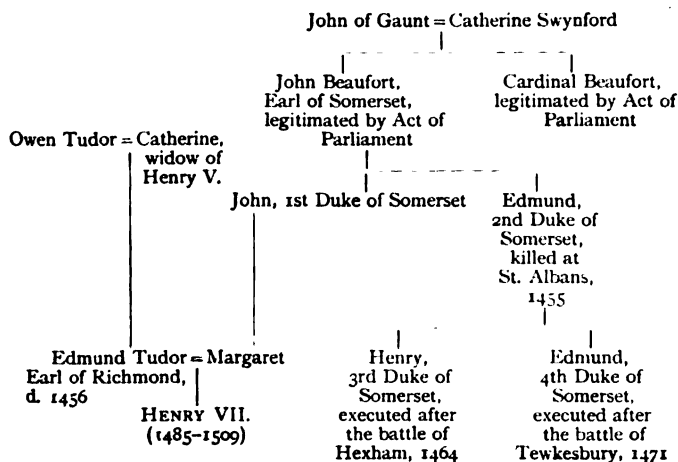 John of Gaunt = Catherine Swynford
John Beaufort,
Earl of Somerset,
legitimated by Act of
Parliament
Cardinal Beaufort,
legitimated by Act of
Parliament
Owen Tudor = Catherine,
widow of
Henry V.
John, 1st Duke of Somerset
Edmund,
2nd Duke of
Somerset,
killed at
St. Albans,
1455
Edmund Tudor = Margaret
Earl of Richmond,
d. 1456
HENRY VII.
(1485–1509)
Henry,
3rd Duke of
Somerset,
executed after
the battle of
Hexham, 1464
Edmund,
4th Duke of
Somerset,
executed after
the battle of
Tewkesbury, 1471